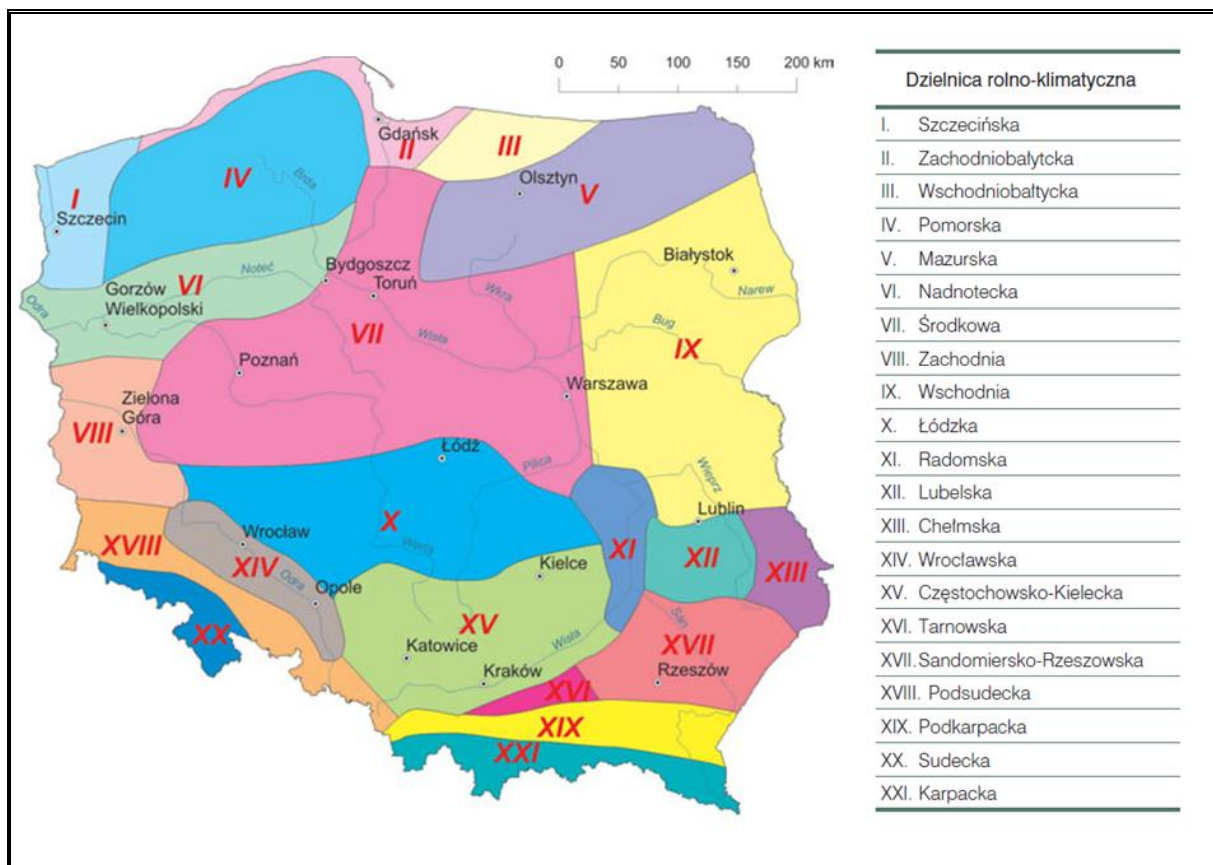 0 50 100 150 200 km
Gdańsk
II
III
IV
Brda
Olsztyn
V
I
Szczecin
Białystok
Bydgoszcz
Noteć
Toruń
Gorzów
Wielkopolski
VI
Odra
Wkra
Narew
Bug
Wisła
VII
IX
Poznań
Warszawa
Zielona
Góra
VIII
Łódź
Pilica
Wieprz
Lublin
X
Wrocław
XVIII
Warta
Kielce
XI
XII
XIII
XIV
Odra
Opole
XX
XV
San
Katowice
Wisła
XVII
Kraków
Rzeszów
XVI
XIX
XXI
Dzielnica rolno-klimatyczna
I. Szczecińska
II. Zachodniobałytcka
III. Wschodniobałtycka
IV. Pomorska
V. Mazurska
VI. Nadnotecka
VII. Środkowa
VIII. Zachodnia
IX. Wschodnia
X. Łódzka
XI. Radomska
XII. Lubelska
XIII. Chełmska
XIV. Wrocławska
XV. Częstochowsko-Kielecka
XVI. Tarnowska
XVII. Sandomiersko-Rzeszowska
XVIII. Podsudecka
XIX. Podkarpacka
XX. Sudecka
XXI. Karpacka